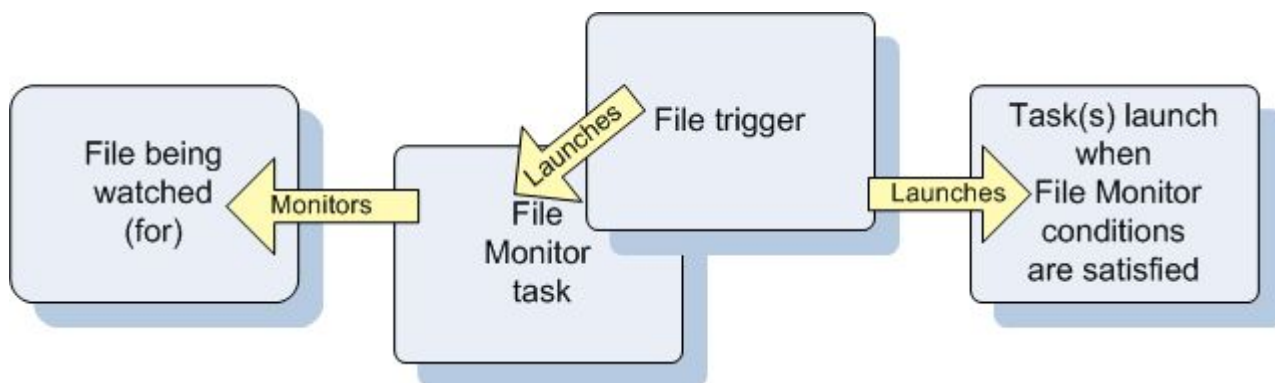 File being
watched
(for)
Monitors
File
Monitor
task
Launches
File trigger
Launches
Task(s) launch
when
File Monitor
conditions
are satisfied